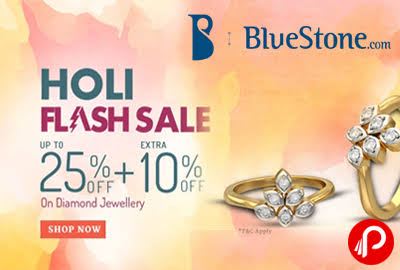 BlueStone.com
HOLI
FLASH SALE
UP TO
25% OFF + EXTRA 10% OFF
On Diamond Jewellery
SHOP NOW
*T&C Apply